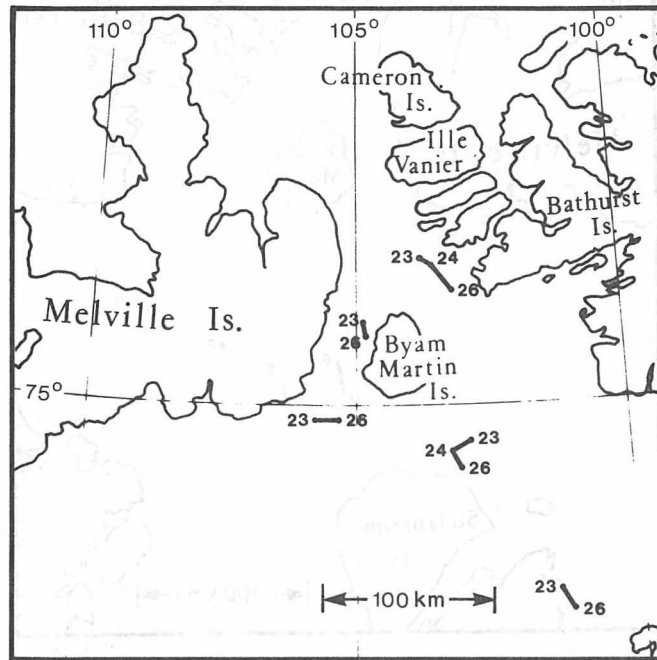 110° 105° 100°
Cameron
Is.
Ille
Vanier
Bathurst
Is.
23 24
26
Melville Is.
23
26
Byam
Martin
Is.
75°
23 26
23
24
26
100 km
23
26